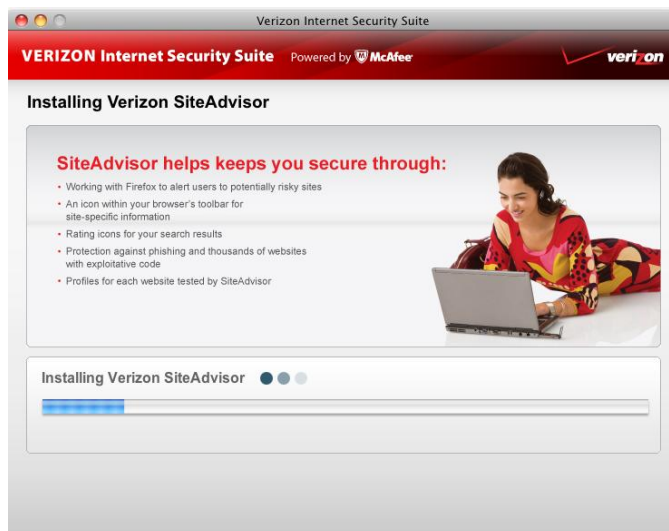 Verizon Internet Security Suite
VERIZON Internet Security Suite Powered by McAfee verizon
Installing Verizon SiteAdvisor
SiteAdvisor helps keeps you secure through:
• Working with Firefox to alert users to potentially risky sites
• An icon within your browser's toolbar for
site-specific information
• Rating icons for your search results
• Protection against phishing and thousands of websites
with exploitative code
• Profiles for each website tested by SiteAdvisor
Installing Verizon SiteAdvisor